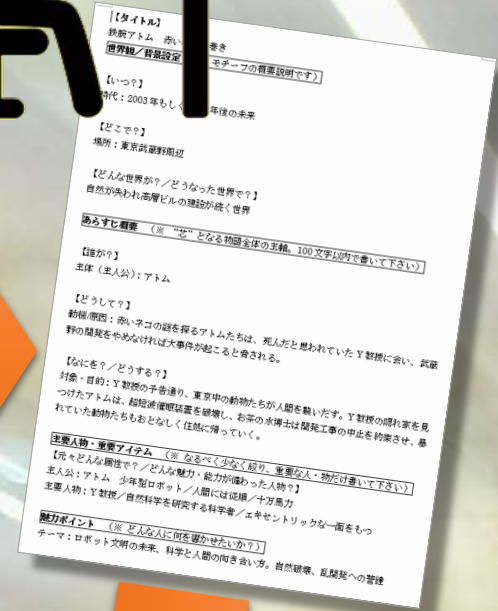 【タイトル】
鉄腕アトム　赤い　　巻き
世界観／背景設定　　モチーフの概要説明です）
【いつ？】
時代：2003年もしく　　年後の未来
【どこで？】
場所：東京武蔵野周辺
【どんな世界が？／どうなった世界で？】
自然が失われ高層ビルの建設が続く世界
あらすじ概要　（※　“芯”となる物語全体の主軸。100文字以内で書いて下さい）
【誰が？】
主体（主人公）：アトム
【どうして？】
動機/原因：赤いネコの謎を探るアトムたちは、死んだと思われていたY教授に会い、武蔵
野の開発をやめなければ大事件が起こると脅される。
【なにを？／どうする？】
対象・目的：Y教授の予告通り、東京中の動物たちが人間を襲いだす。Y教授の隠れ家を見
つけたアトムは、超短波催眠装置を破壊し、お茶の水博士は開発工事の中止を約束させ、暴
れていた動物たちもおとなしく住処に帰っていく。
主要人物・重要アイテム　（※ なるべく少なく絞り、重要な人・物だけ書いて下さい）
【元々どんな属性で？／どんな魅力・能力が備わった人物？】
主人公：アトム　少年型ロボット／人間には従順／十万馬力
主要人物：Y教授／自然科学を研究する科学者／エキセントリックな一面をもつ
魅力ポイント　（※ どんな人に何を響かせたいか？）
テーマ：ロボット文明の未来、科学と人間の向き合い方。自然破壊、乱開発への警鐘